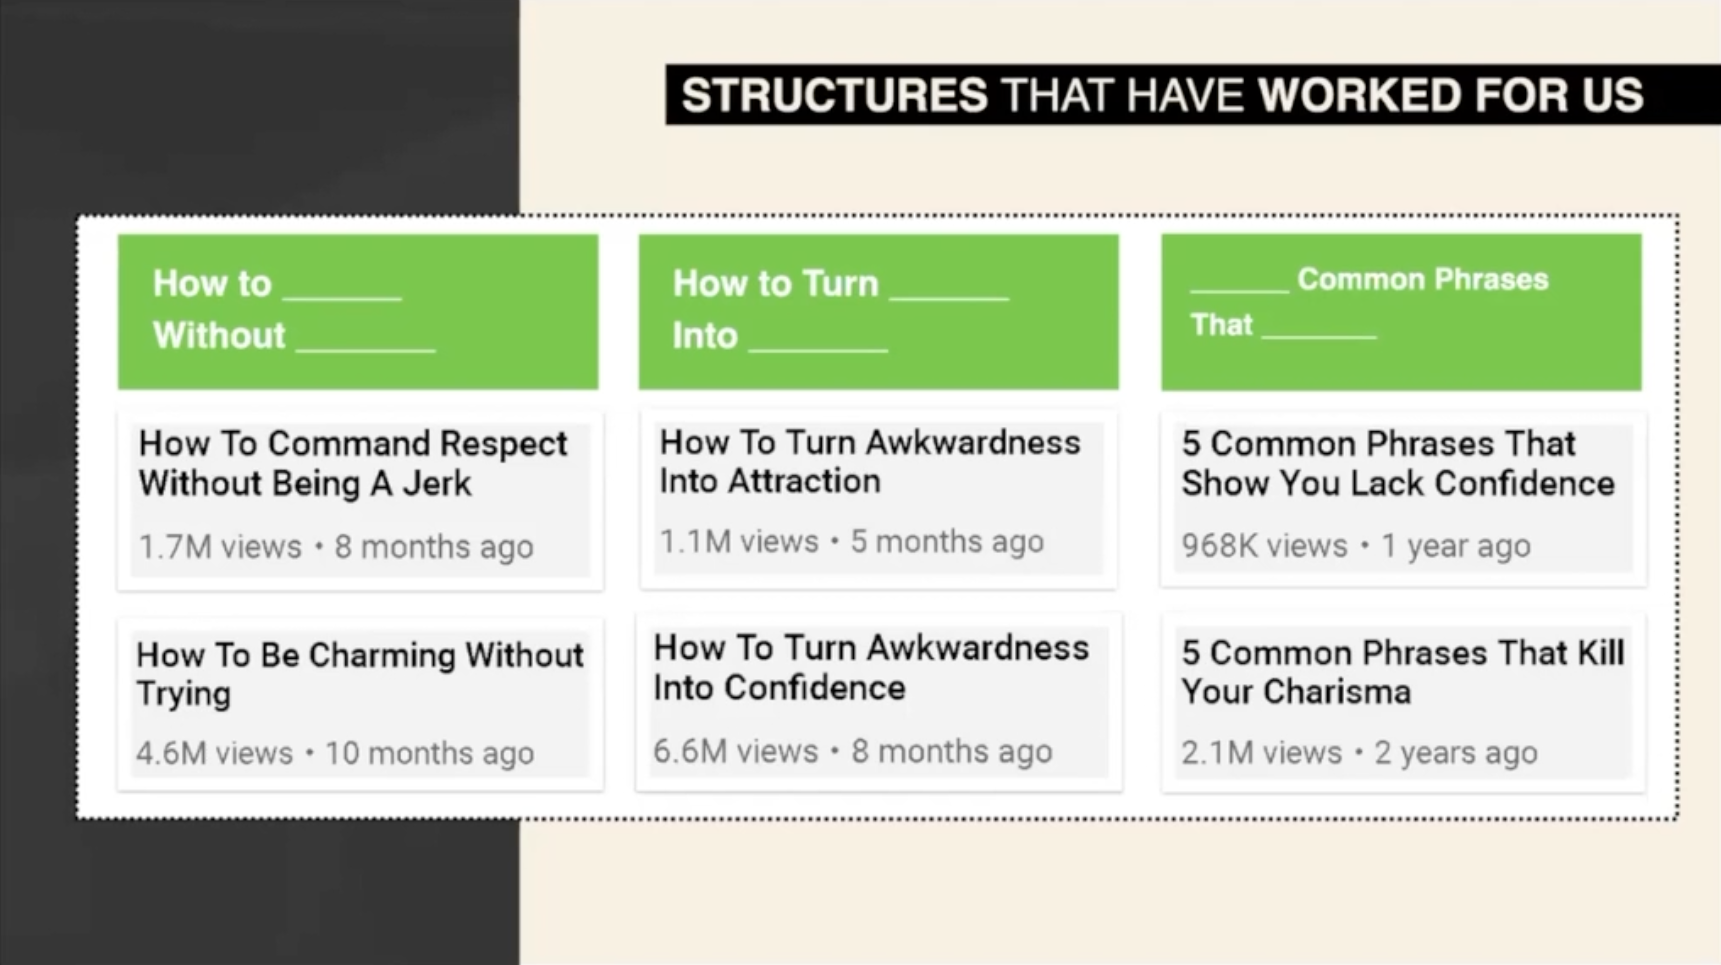 STRUCTURES THAT HAVE WORKED FOR US
How to ______
Without _______
How To Command Respect
Without Being A Jerk
1.7M views • 8 months ago
How To Be Charming Without
Trying
4.6M views • 10 months ago
How to Turn ______
Into _______
How To Turn Awkwardness
Into Attraction
1.1M views • 5 months ago
How To Turn Awkwardness
Into Confidence
6.6M views • 8 months ago
______ Common Phrases
That _______
5 Common Phrases That
Show You Lack Confidence
968K views • 1 year ago
5 Common Phrases That Kill
Your Charisma
2.1M views • 2 years ago